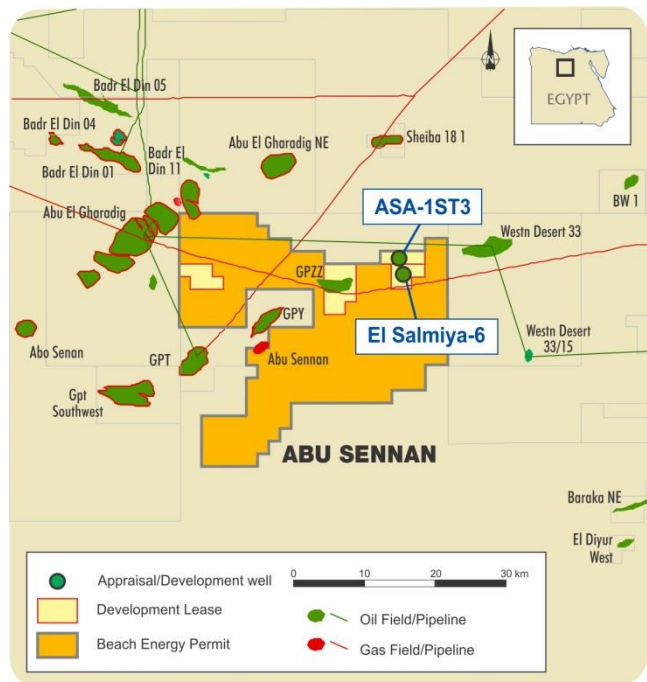 Badr El Din 05
N
EGYPT
Badr El Din 04
Badr El Din 01
Badr El
Din 11
Abu El Gharadig NE
Sheiba 18 1
BW 1
Abu El Gharadig
ASA-1ST3
Westn Desert 33
GPZZ
El Salmiya-6
GPY
Abo Senan
GPT
Abu Sennan
Westn Desert
33/15
Gpt
Southwest
ABU SENNAN
Baraka NE
El Diyur
West
Appraisal/Development well
Development Lease
Beach Energy Permit
0 10 20 30 km
Oil Field/Pipeline
Gas Field/Pipeline